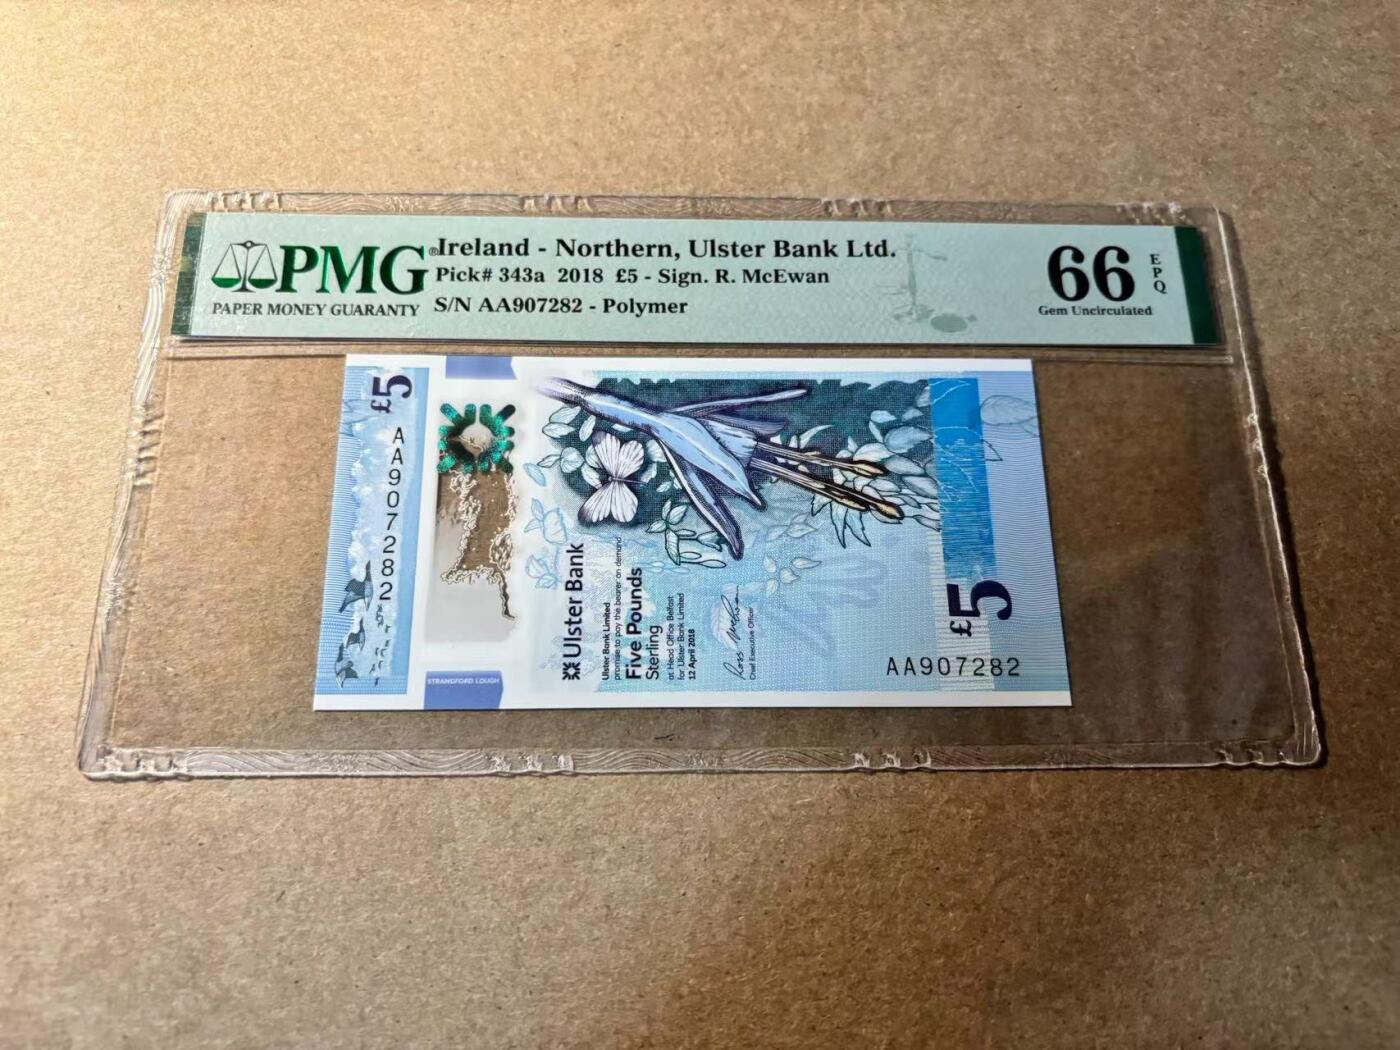 PMG®
PAPER MONEY GUARANTY
Ireland - Northern, Ulster Bank Ltd.
Pick# 343a 2018 £5 - Sign. R. McEwan
S/N AA907282 - Polymer
66
EPQ
Gem Uncirculated
£5
AA907282
STRANGFORD LOUGH
Ulster Bank
Ulster Bank Limited
promise to pay the bearer on demand
Five Pounds
Sterling
at Head Office Belfast
for Ulster Bank Limited
12 April 2018
Ross McEwan
Chief Executive Officer
£5
AA907282